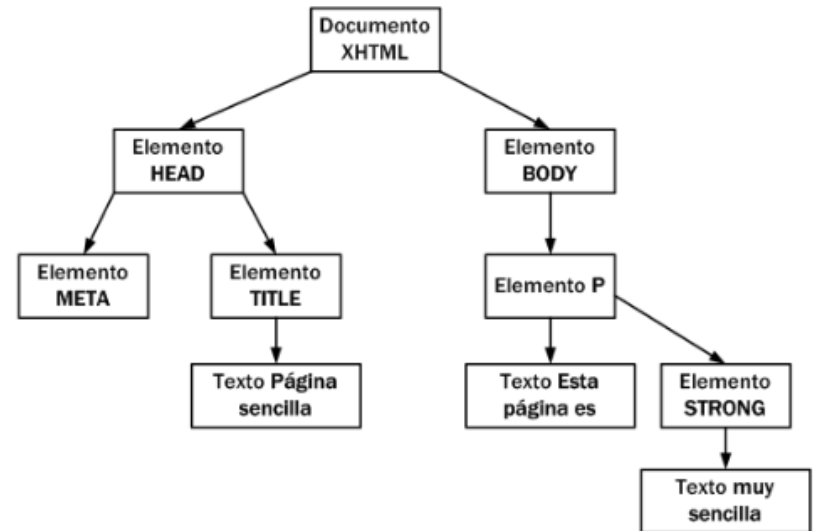 Documento
XHTML
Elemento
HEAD
Elemento
BODY
Elemento
META
Elemento
TITLE
Elemento P
Texto Página
sencilla
Texto Esta
página es
Elemento
STRONG
Texto muy
sencilla